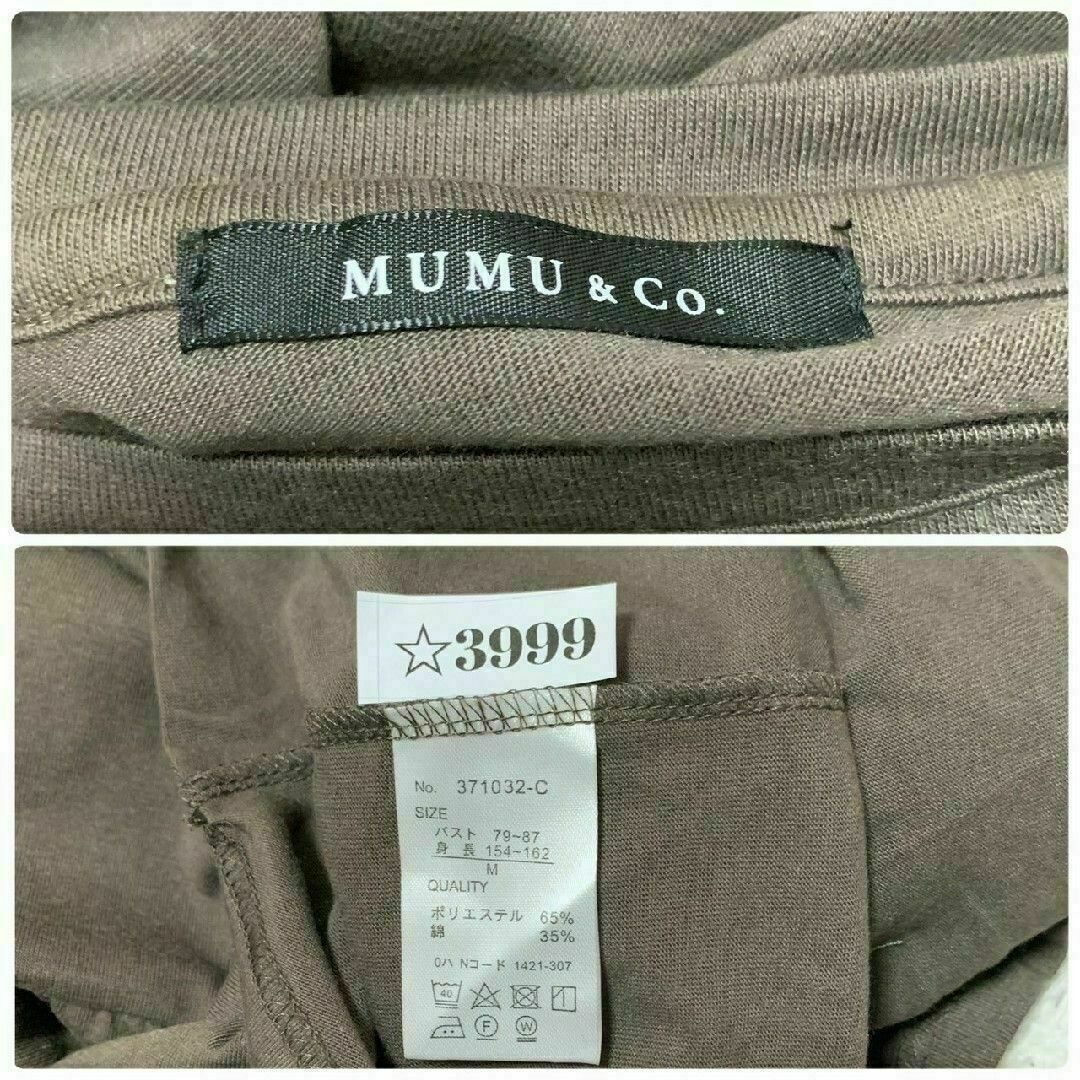 MUMU & Co.
☆3999
No. 371032-C
SIZE
バスト 79~87
身長 154~162
M
QUALITY
ポリエステル 65%
綿 35%
0ハ Nコード 1421-307
40
F
W